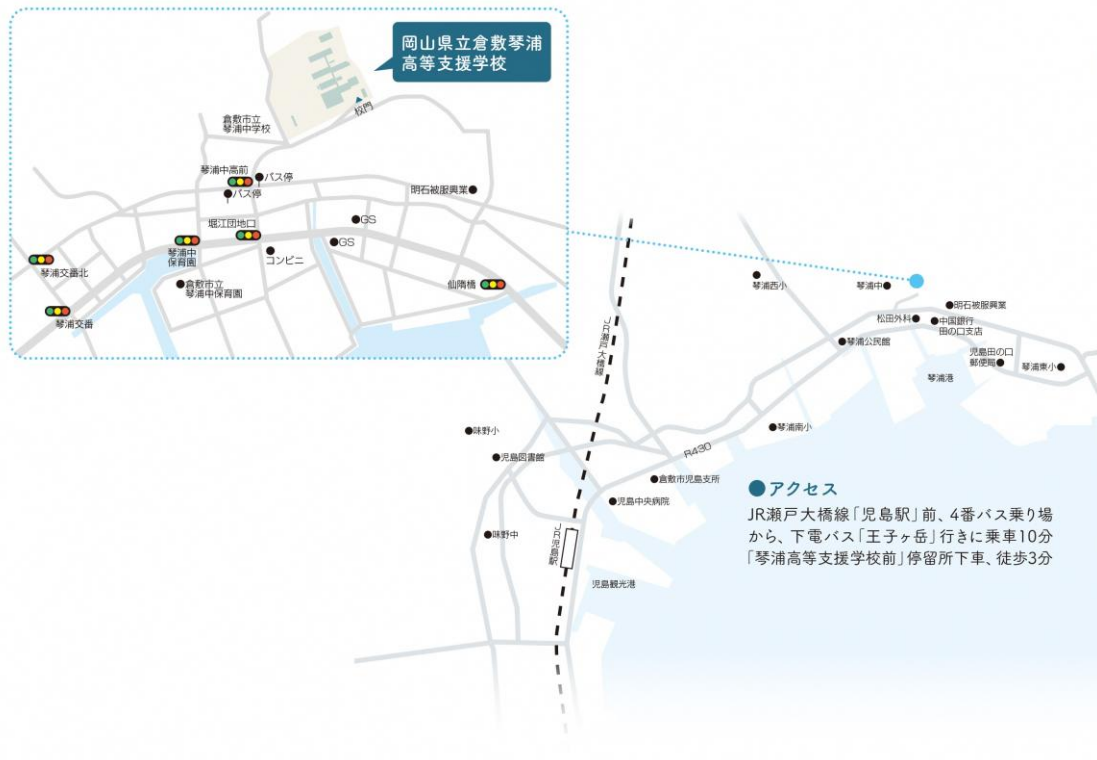 岡山県立倉敷琴浦
高等支援学校
校門
倉敷市立
琴浦中学校
琴浦中高前
バス停
バス停
明石被服興業
堀江団地口
GS
GS
琴浦中
保育園
コンビニ
琴浦交番北
倉敷市立
琴浦中保育園
仙隋橋
琴浦交番
JR瀬戸大橋線
琴浦西小
琴浦中
明石被服興業
松田外科
中国銀行
田の口支店
琴浦公民館
児島田の口
郵便局
琴浦東小
琴浦港
味野小
琴浦南小
児島図書館
R430
倉敷市児島支所
児島中央病院
味野中
JR児島駅
児島観光港
アクセス
JR瀬戸大橋線「児島駅」前、4番バス乗り場
から、下電バス「王子ヶ岳」行きに乗車10分
「琴浦高等支援学校前」停留所下車、徒歩3分